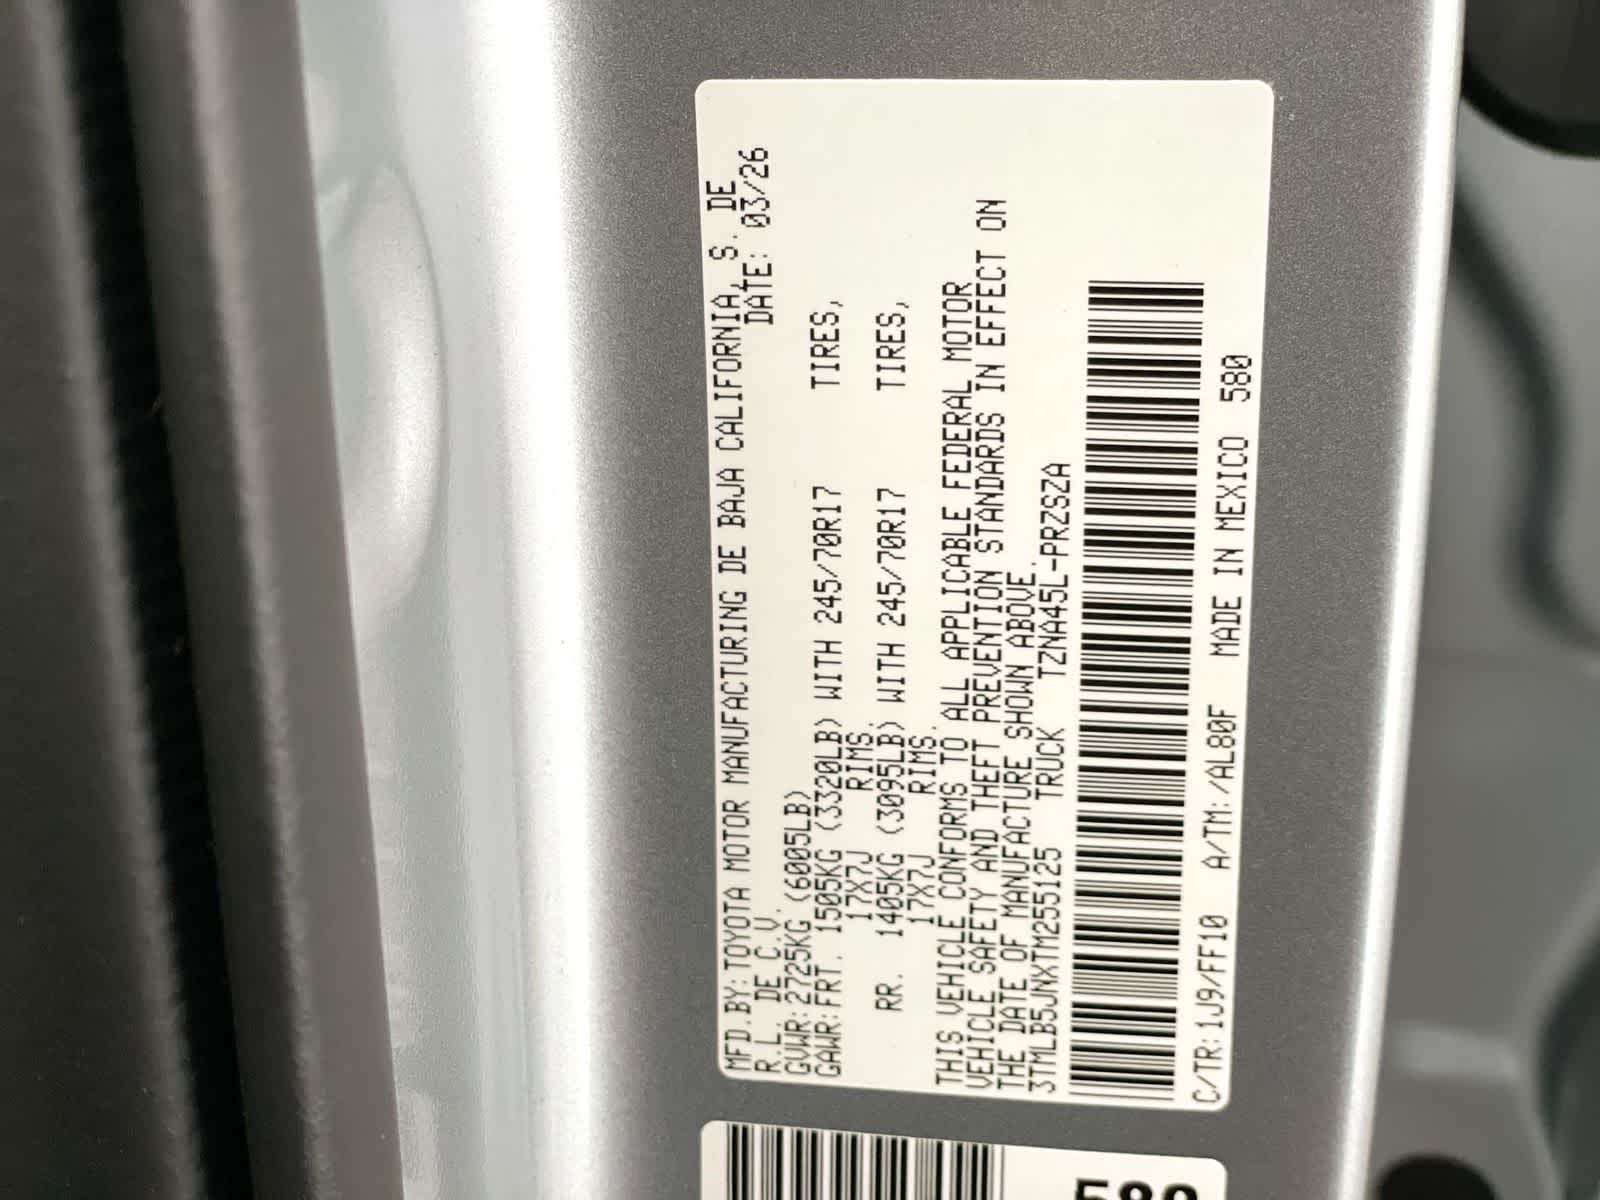 MFD.BY:TOYOTA MOTOR MANUFACTURING DE BAJA CALIFORNIA, S. DE
R.L. DE C.V. DATE: 03/26
GVWR:2725KG (6005LB)
GAWR:FRT. 1505KG (3320LB) WITH 245/70R17 TIRES,
17X7J RIMS.
RR. 1405KG (3095LB) WITH 245/70R17 TIRES,
17X7J RIMS.
THIS VEHICLE CONFORMS TO ALL APPLICABLE FEDERAL MOTOR
VEHICLE SAFETY AND THEFT PREVENTION STANDARDS IN EFFECT ON
THE DATE OF MANUFACTURE SHOWN ABOVE.
3TMLB5JNXTM255125 TRUCK TZNA45L-PRZSZA
C/TR:1J9/FF10 A/TM:/AL80F MADE IN MEXICO 580
580